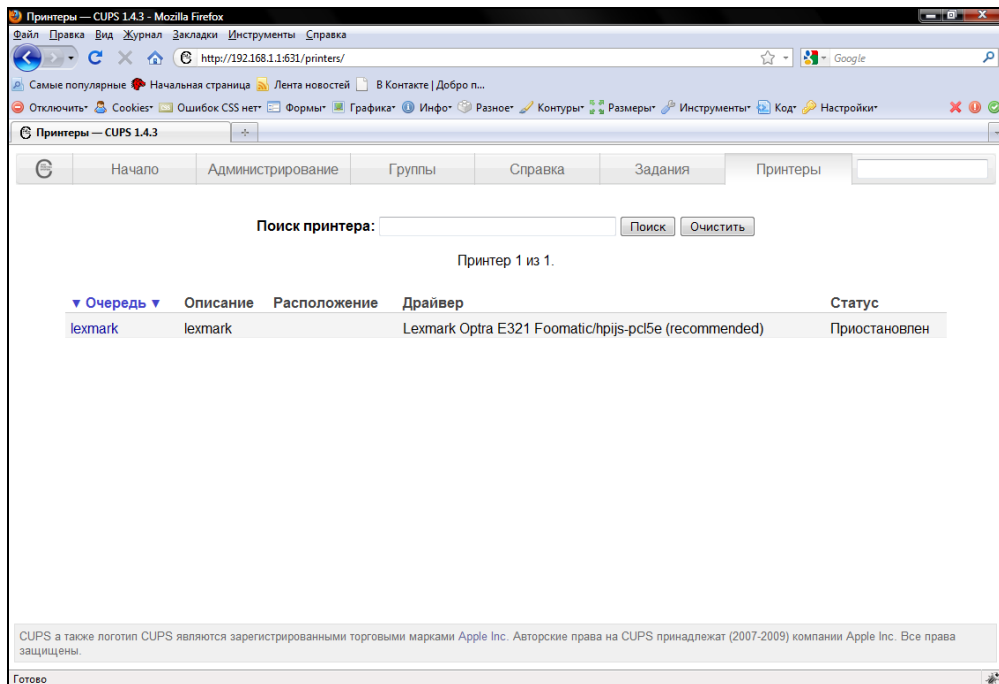 Принтеры — CUPS 1.4.3 - Mozilla Firefox
Файл Правка Вид Журнал Закладки Инструменты Справка
http://192.168.1.1:631/printers/ Google
Самые популярные Начальная страница Лента новостей В Контакте | Добро п...
Отключить Cookies Ошибок CSS нет Формы Графика Инфо Разное Контуры Размеры Инструменты Код Настройки
Принтеры — CUPS 1.4.3
Начало Администрирование Группы Справка Задания Принтеры
Поиск принтера: Поиск Очистить
Принтер 1 из 1.
▼ Очередь ▼ Описание Расположение Драйвер Статус
lexmark lexmark Lexmark Optra E321 Foomatic/hpijs-pcl5e (recommended) Приостановлен
CUPS а также логотип CUPS являются зарегистрированными торговыми марками Apple Inc. Авторские права на CUPS принадлежат (2007-2009) компании Apple Inc. Все права
защищены.
Готово